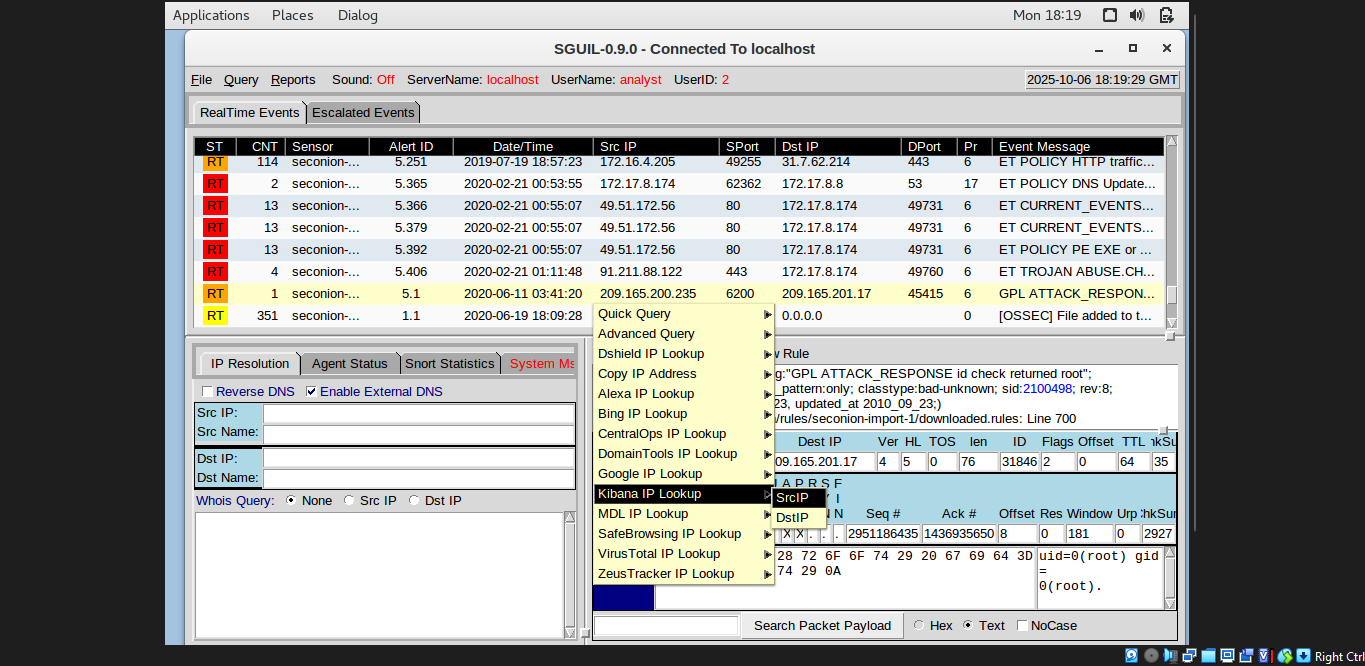 Applications Places Dialog Mon 18:19
SGUIL-0.9.0 - Connected To localhost
File Query Reports Sound: Off ServerName: localhost UserName: analyst UserID: 2 2025-10-06 18:19:29 GMT
RealTime Events Escalated Events
ST CNT Sensor Alert ID Date/Time Src IP SPort Dst IP DPort Pr Event Message
RT 114 seconion-... 5.251 2019-07-19 18:57:23 172.16.4.205 49255 31.7.62.214 443 6 ET POLICY HTTP traffic...
RT 2 seconion-... 5.365 2020-02-21 00:53:55 172.17.8.174 62362 172.17.8.8 53 17 ET POLICY DNS Update...
RT 13 seconion-... 5.366 2020-02-21 00:55:07 49.51.172.56 80 172.17.8.174 49731 6 ET CURRENT_EVENTS...
RT 13 seconion-... 5.379 2020-02-21 00:55:07 49.51.172.56 80 172.17.8.174 49731 6 ET CURRENT_EVENTS...
RT 13 seconion-... 5.392 2020-02-21 00:55:07 49.51.172.56 80 172.17.8.174 49731 6 ET POLICY PE EXE or ...
RT 4 seconion-... 5.406 2020-02-21 01:11:48 91.211.88.122 443 172.17.8.174 49760 6 ET TROJAN ABUSE.CH...
RT 1 seconion-... 5.1 2020-06-11 03:41:20 209.165.200.235 6200 209.165.201.17 45415 6 GPL ATTACK_RESPON...
RT 351 seconion-... 1.1 2020-06-19 18:09:28 0.0.0.0 0 [OSSEC] File added to t...
Quick Query
Advanced Query
Dshield IP Lookup
Copy IP Address
Alexa IP Lookup
Bing IP Lookup
CentralOps IP Lookup
DomainTools IP Lookup
Google IP Lookup
Kibana IP Lookup
MDL IP Lookup
SafeBrowsing IP Lookup
VirusTotal IP Lookup
ZeusTracker IP Lookup
SrcIP
DstIP
IP Resolution Agent Status Snort Statistics System Ms
Reverse DNS Enable External DNS
Src IP:
Src Name:
Dst IP:
Dst Name:
Whois Query: None Src IP Dst IP
w Rule
g:"GPL ATTACK_RESPONSE id check returned root";
_pattern:only; classtype:bad-unknown; sid:2100498; rev:8;
23, updated_at 2010_09_23;)
/rules/seconion-import-1/downloaded.rules: Line 700
Dest IP Ver HL TOS len ID Flags Offset TTL hkSu
09.165.201.17 4 5 0 76 31846 2 0 64 35
A P R S F
Y I
N N Seq # Ack # Offset Res Window Urp hkSu
X X . . . 2951186435 1436935650 8 0 181 0 2927
28 72 6F 6F 74 29 20 67 69 64 3D uid=0(root) gid
74 29 0A =
0(root).
Search Packet Payload Hex Text NoCase
Right Ctrl